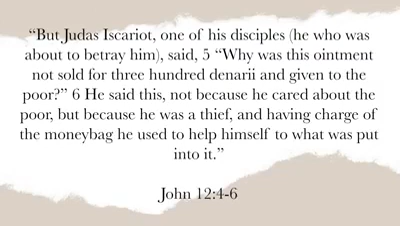 “But Judas Iscariot, one of his disciples (he who was
about to betray him), said, 5 “Why was this ointment
not sold for three hundred denarii and given to the
poor?” 6 He said this, not because he cared about the
poor, but because he was a thief, and having charge of
the moneybag he used to help himself to what was put
into it.”
John 12:4-6